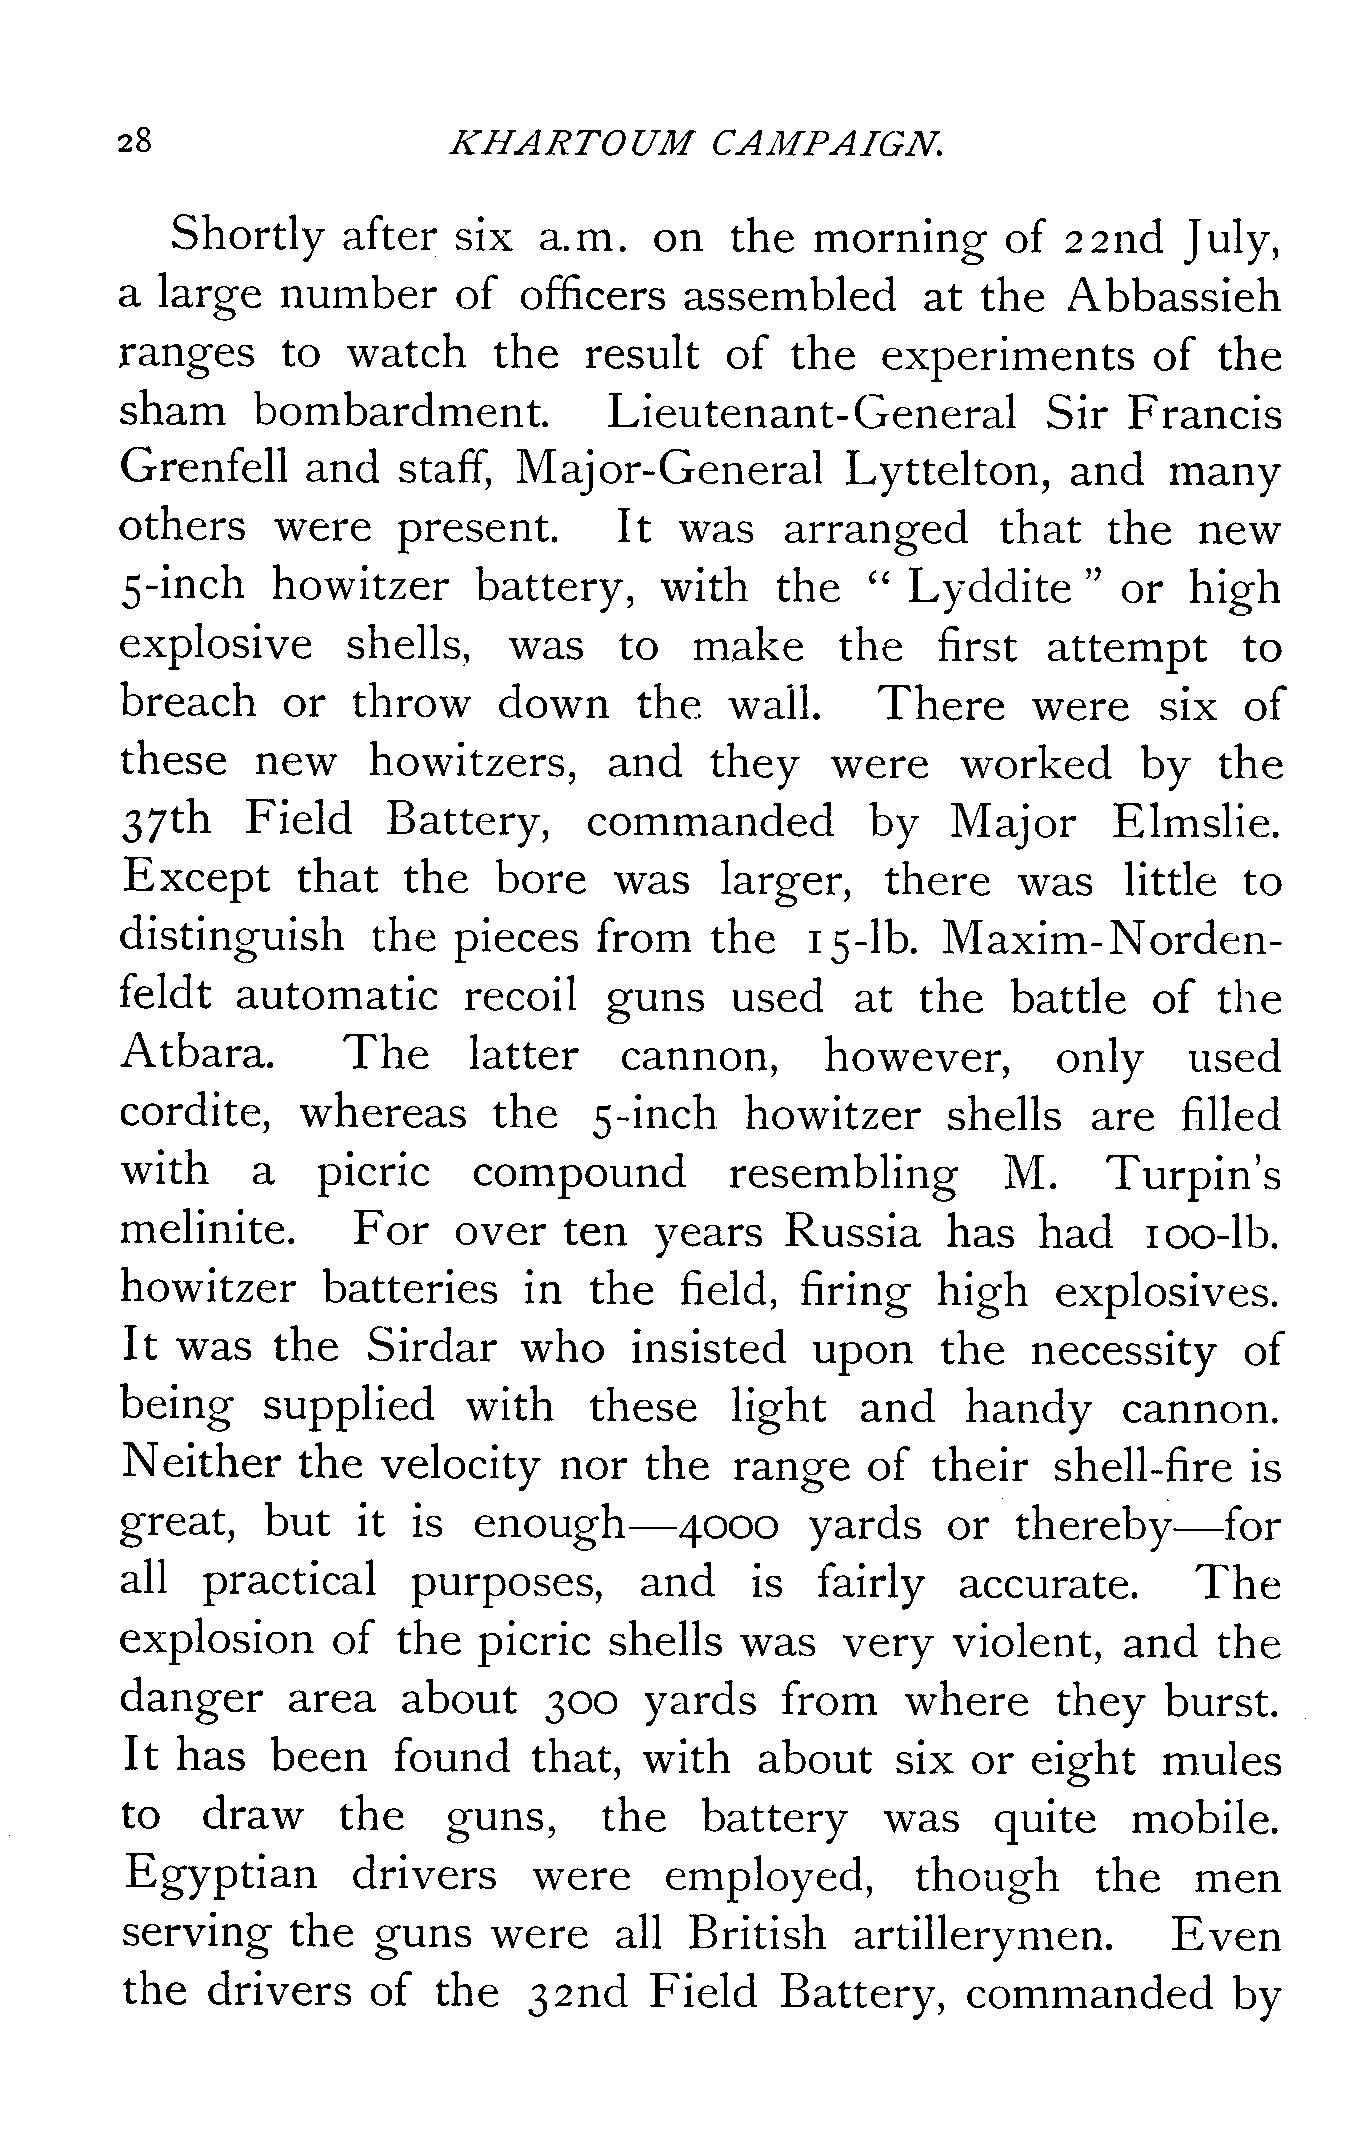 28 KHARTOUM CAMPAIGN.
Shortly after six a.m. on the morning of 22nd July,
a large number of officers assembled at the Abbassieh
ranges to watch the result of the experiments of the
sham bombardment. Lieutenant-General Sir Francis
Grenfell and staff, Major-General Lyttelton, and many
others were present. It was arranged that the new
5-inch howitzer battery, with the “ Lyddite ” or high
explosive shells, was to make the first attempt to
breach or throw down the wall. There were six of
these new howitzers, and they were worked by the
37th Field Battery, commanded by Major Elmslie.
Except that the bore was larger, there was little to
distinguish the pieces from the 15-lb. Maxim-Norden-
feldt automatic recoil guns used at the battle of the
Atbara. The latter cannon, however, only used
cordite, whereas the 5-inch howitzer shells are filled
with a picric compound resembling M. Turpin's
melinite. For over ten years Russia has had 100-lb.
howitzer batteries in the field, firing high explosives.
It was the Sirdar who insisted upon the necessity of
being supplied with these light and handy cannon.
Neither the velocity nor the range of their shell-fire is
great, but it is enough—4000 yards or thereby—for
all practical purposes, and is fairly accurate. The
explosion of the picric shells was very violent, and the
danger area about 300 yards from where they burst.
It has been found that, with about six or eight mules
to draw the guns, the battery was quite mobile.
Egyptian drivers were employed, though the men
serving the guns were all British artillerymen. Even
the drivers of the 32nd Field Battery, commanded by